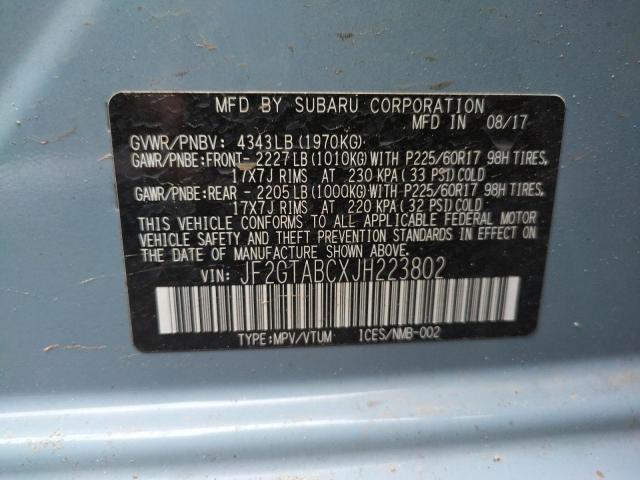 MFD BY SUBARU CORPORATION
MFD IN 08/17
GVWR/PNBV: 4343LB (1970KG)
GAWR/PNBE:FRONT- 2227LB (1010KG) WITH P225/60R17 98H TIRES,
17X7J RIMS AT 230 KPA( 33 PSI) COLD
GAWR/PNBE:REAR - 2205LB (1000KG) WITH P225/60R17 98H TIRES,
17X7J RIMS AT 220 KPA( 32 PSI) COLD
THIS VEHICLE CONFORMS TO ALL APPLICABLE FEDERAL MOTOR
VEHICLE SAFETY AND THEFT PREVENTION STANDARDS IN EFFECT ON
THE DATE OF MANUFACTURE SHOWN ABOVE.
VIN: JF2GTABCXJH223802
TYPE:MPV/VTUM ICES/NMB-002